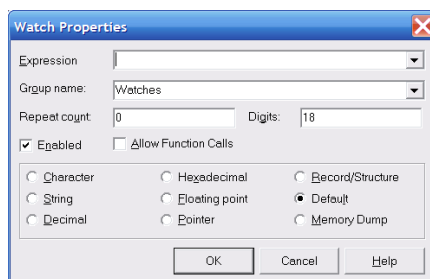 Watch Properties
Expression
Group name: Watches
Repeat count: 0 Digits: 18
Enabled Allow Function Calls
Character Hexadecimal Record/Structure
String Floating point Default
Decimal Pointer Memory Dump
OK Cancel Help